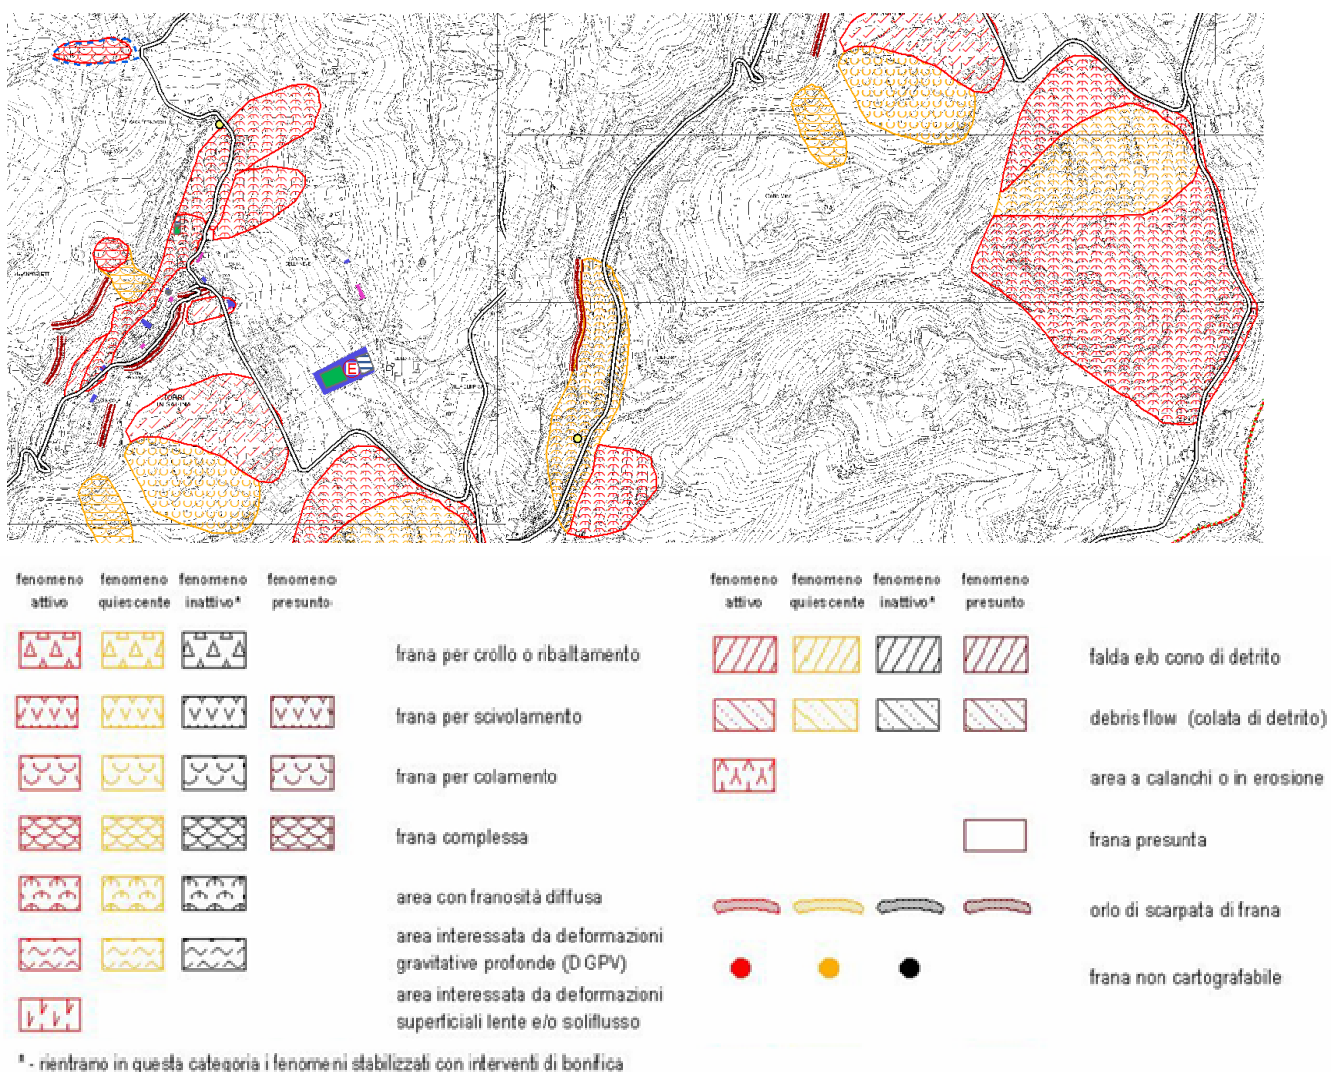 E
TORRI
fenomeno attivo
fenomeno quiescente
fenomeno inattivo*
fenomeno presunto
frana per crollo o ribaltamento
frana per scivolamento
frana per colamento
frana complessa
area con franosità diffusa
area interessata da deformazioni
gravitative profonde (DGPV)
area interessata da deformazioni
superficiali lente e/o soliflusso
* - rientrano in questa categoria i fenomeni stabilizzati con interventi di bonifica
fenomeno attivo
fenomeno quiescente
fenomeno inattivo*
fenomeno presunto
falda e/o cono di detrito
debris flow (colata di detrito)
area a calanchi o in erosione
frana presunta
orlo di scarpata di frana
frana non cartografabile